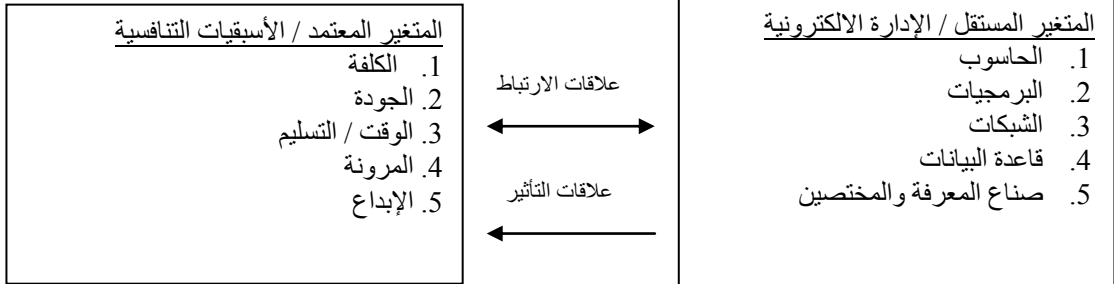 المتغير المستقل / الإدارة الالكترونية
1. الحاسوب
2. البرمجيات
3. الشبكات
4. قاعدة البيانات
5. صناع المعرفة والمختصين
علاقات الارتباط
علاقات التأثير
المتغير المعتمد / الأسبقيات التنافسية
1. الكلفة
2. الجودة
3. الوقت / التسليم
4. المرونة
5. الإبداع